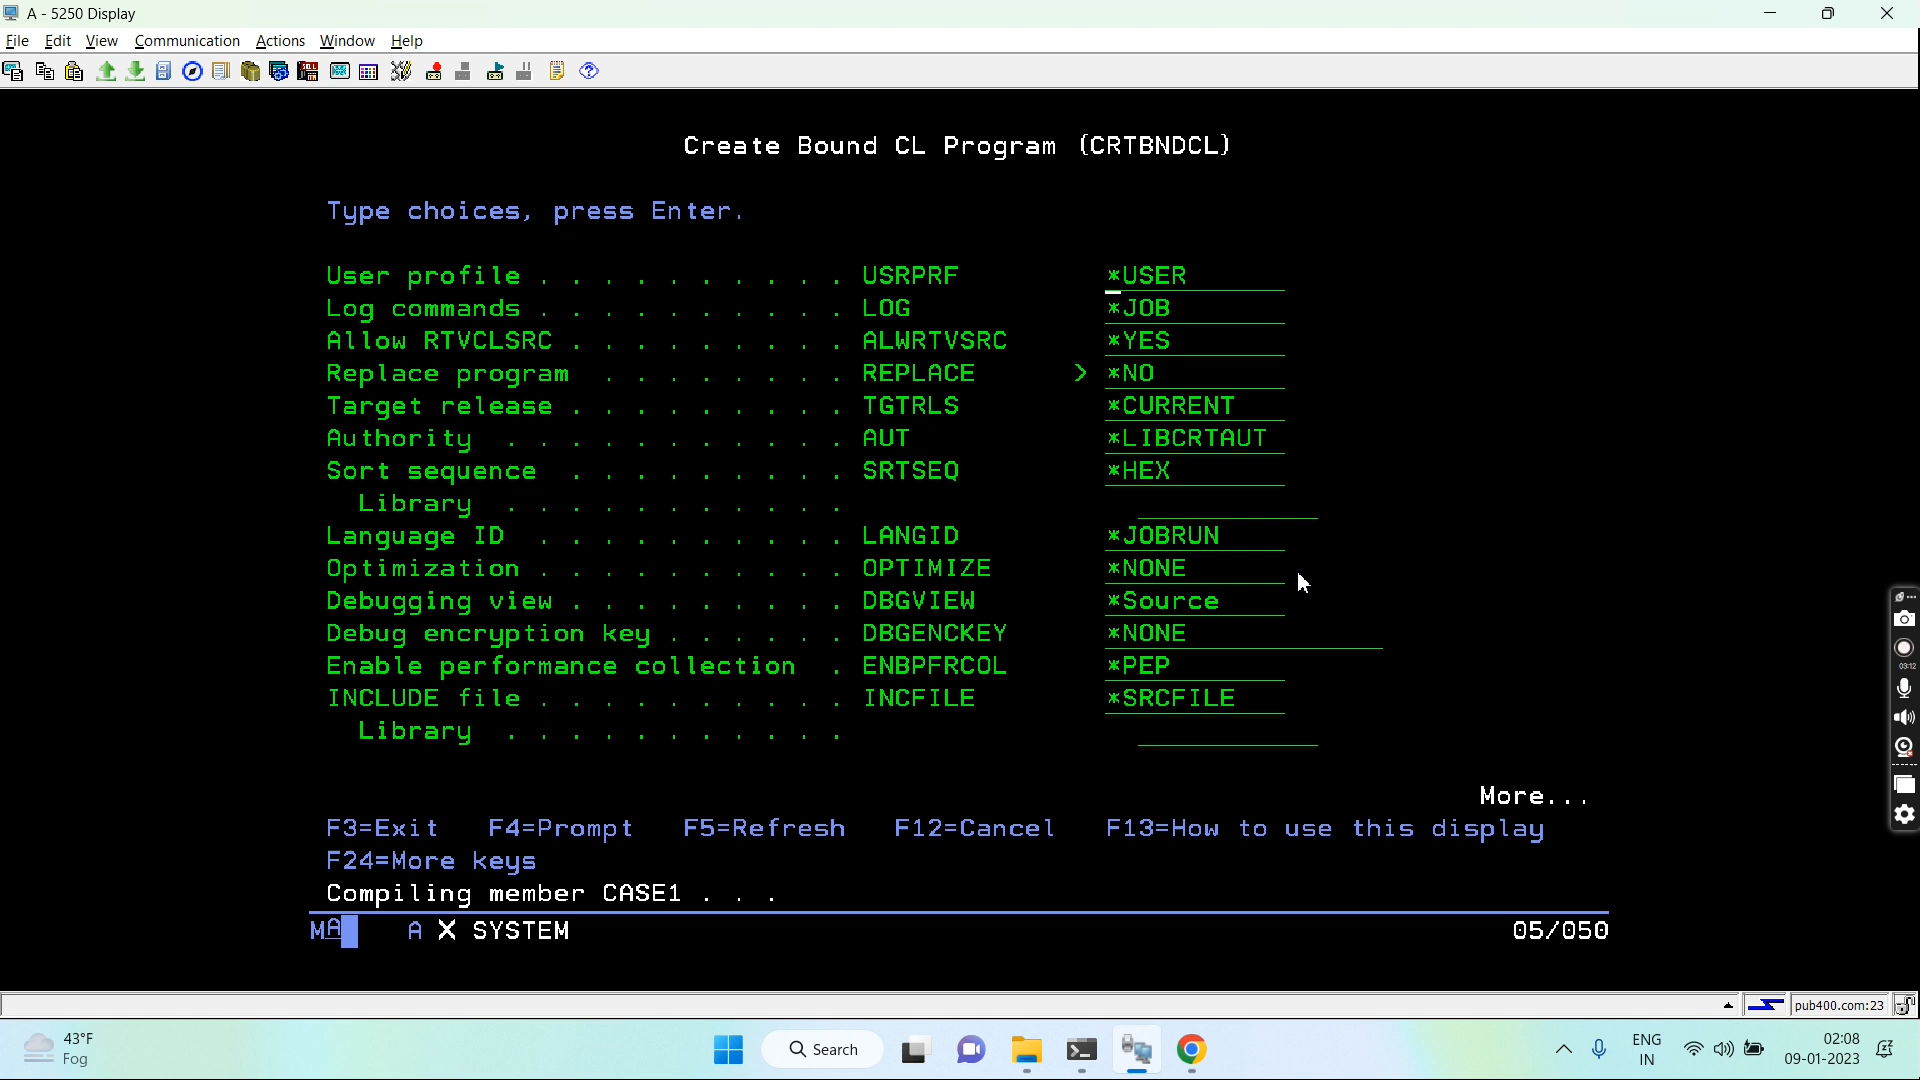 A - 5250 Display
File Edit View Communication Actions Window Help
Create Bound CL Program (CRTBNDCL)
Type choices, press Enter.
User profile . . . . . . . . . . USRPRF *USER
Log commands . . . . . . . . . . LOG *JOB
Allow RTVCLSRC . . . . . . . . . ALWRTVSRC *YES
Replace program . . . . . . . . REPLACE > *NO
Target release . . . . . . . . . TGTRLS *CURRENT
Authority . . . . . . . . . . . AUT *LIBCRTAUT
Sort sequence . . . . . . . . . SRTSEQ *HEX
Library . . . . . . . . . . .
Language ID . . . . . . . . . . LANGID *JOBRUN
Optimization . . . . . . . . . . OPTIMIZE *NONE
Debugging view . . . . . . . . . DBGVIEW *Source
Debug encryption key . . . . . . DBGENCKEY *NONE
Enable performance collection . ENBPFRCOL *PEP
INCLUDE file . . . . . . . . . . INCFILE *SRCFILE
Library . . . . . . . . . . .
More...
F3=Exit F4=Prompt F5=Refresh F12=Cancel F13=How to use this display
F24=More keys
Compiling member CASE1 . . .
MA A X SYSTEM 05/050
03:12
pub400.com:23
43°F
Fog
Search
ENG
IN
02:08
09-01-2023